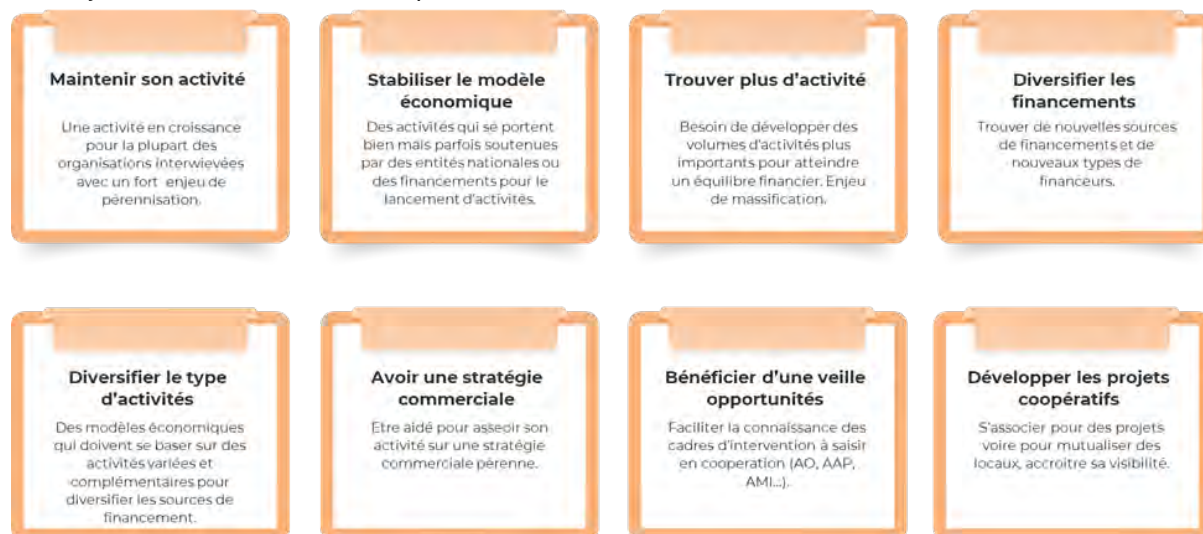 Maintenir son activité
Une activité en croissance
pour la plupart des
organisations interwievées
avec un fort enjeu de
pérennisation.
Stabiliser le modèle
économique
Des activités qui se portent
bien mais parfois soutenues
par des entités nationales ou
des financements pour le
lancement d'activités.
Trouver plus d'activité
Besoin de développer des
volumes d'activités plus
importants pour atteindre
un équilibre financier. Enjeu
de massification.
Diversifier les
financements
Trouver de nouvelles sources
de financements et de
nouveaux types de
financeurs.
Diversifier le type
d'activités
Des modèles économiques
qui doivent se baser sur des
activités variées et
complémentaires pour
diversifier les sources de
financement.
Avoir une stratégie
commerciale
Etre aidé pour asseoir son
activité sur une stratégie
commerciale pérenne.
Bénéficier d'une veille
opportunités
Faciliter la connaissance des
cadres d'intervention à saisir
en cooperation (AO, AAP,
AMI...).
Développer les projets
coopératifs
S'associer pour des projets
voire pour mutualiser des
locaux, accroitre sa visibilité.